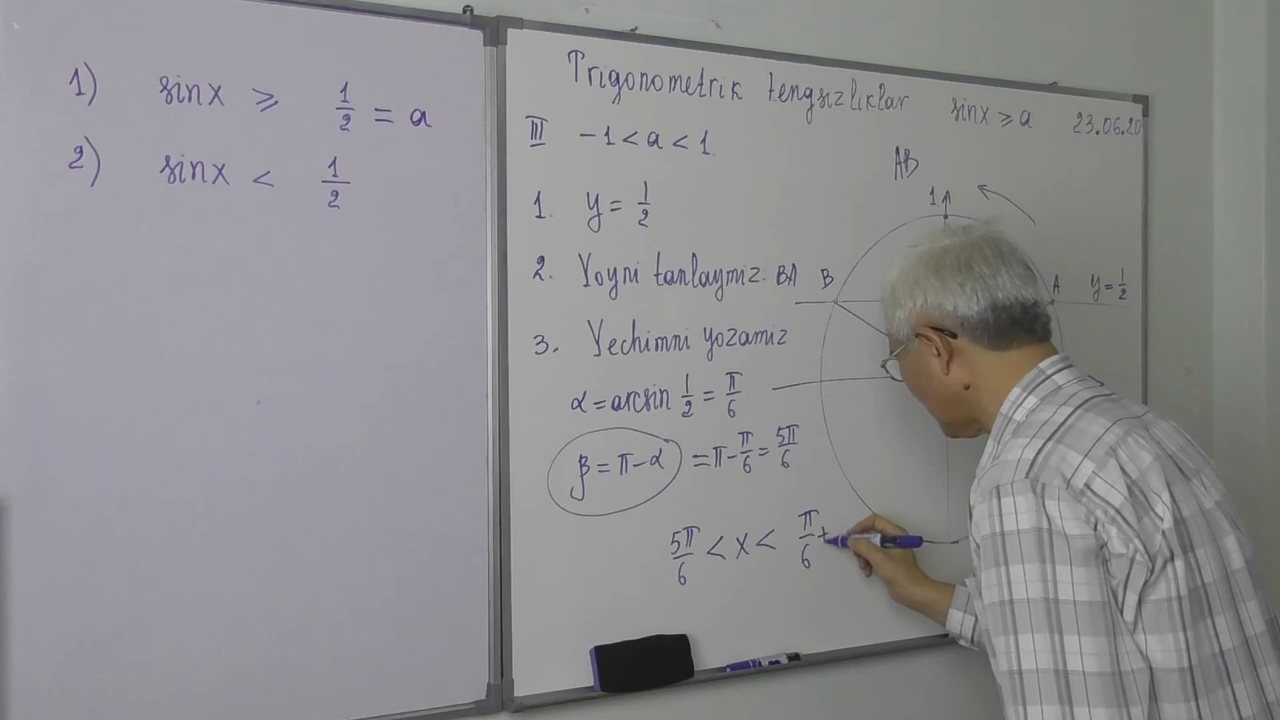 1) sinx ⩾ 1/2 = a
2) sinx < 1/2
Trigonometrik tengsizliklar sinx ⩾ a 23.06.20
III -1 < a < 1.
AB
1. y = 1/2
1
2. Yoyni tanlaymiz. BA
B
A
y = 1/2
3. Yechimni yozamiz
α = arcsin 1/2 = π/6
β = π - α = π - π/6 = 5π/6
5π/6 < x < π/6 +